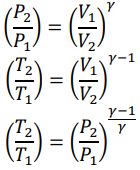 (P₂/P₁) = (V₁/V₂)^γ
(T₂/T₁) = (V₁/V₂)^(γ−1)
(T₂/T₁) = (P₂/P₁)^((γ−1)/γ)